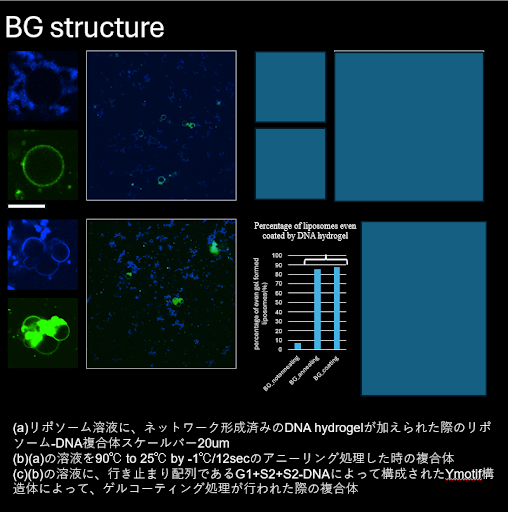 BG structure
Percentage of liposomes even
coated by DNA hydrogel
percentage of even gel formed
liposomes(%)
100
90
80
70
60
50
40
30
20
10
0
BG_notannealing
BG_annealing
BG_coating
(a)リポソーム溶液に、ネットワーク形成済みのDNA hydrogelが加えられた際のリポ
ソーム-DNA複合体スケールバー20um
(b)(a)の溶液を90℃ to 25℃ by -1℃/12secのアニーリング処理した時の複合体
(c)(b)の溶液に、行き止まり配列であるG1+S2+S2-DNAによって構成されたYmotif構
造体によって、ゲルコーティング処理が行われた際の複合体